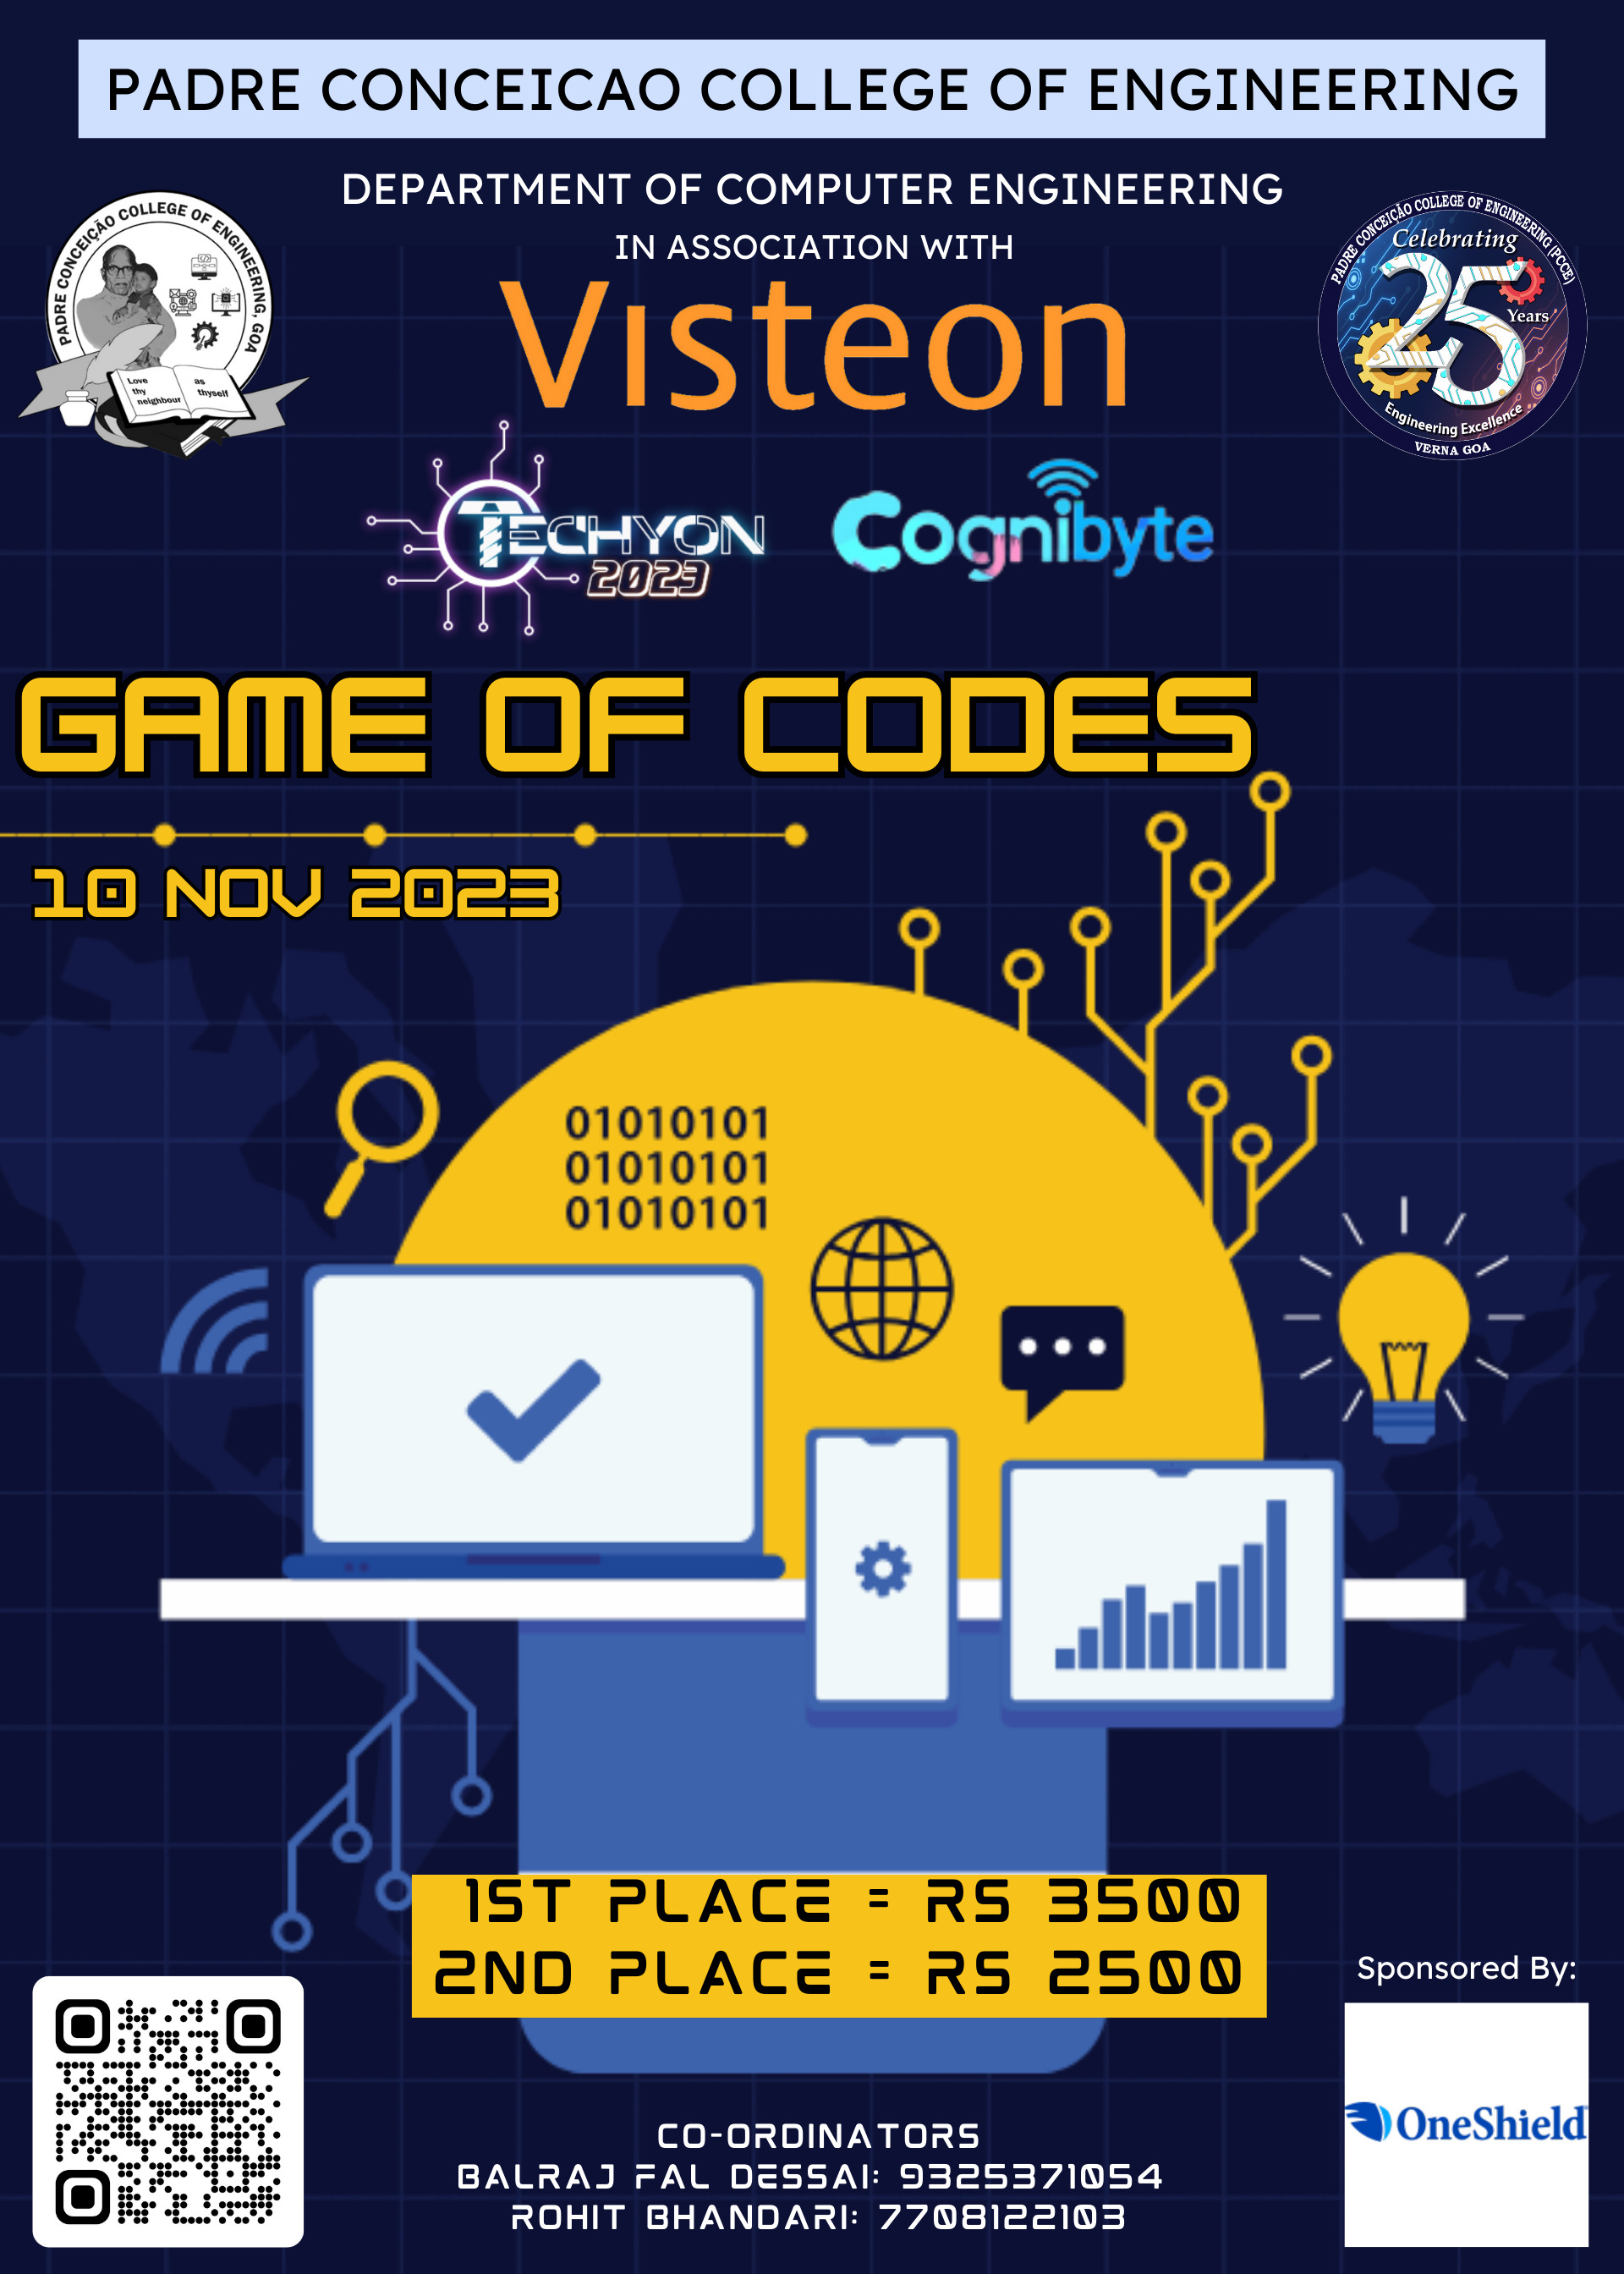 PADRE CONCEICAO COLLEGE OF ENGINEERING
DEPARTMENT OF COMPUTER ENGINEERING
IN ASSOCIATION WITH
Visteon
PADRE CONCEIÇÃO COLLEGE OF ENGINEERING, GOA
Love
thy
neighbour
as
thyself
PADRE CONCEIÇÃO COLLEGE OF ENGINEERING (PCCE)
Celebrating
25
Years
Engineering Excellence
VERNA GOA
TECHYON
2023
Cognibyte
GAME OF CODES
10 NOV 2023
01010101
01010101
01010101
1ST PLACE = RS 3500
2ND PLACE = RS 2500
Sponsored By:
OneShield
CO-ORDINATORS
BALRAJ FAL DESSAI: 9325371054
ROHIT BHANDARI: 7708122103